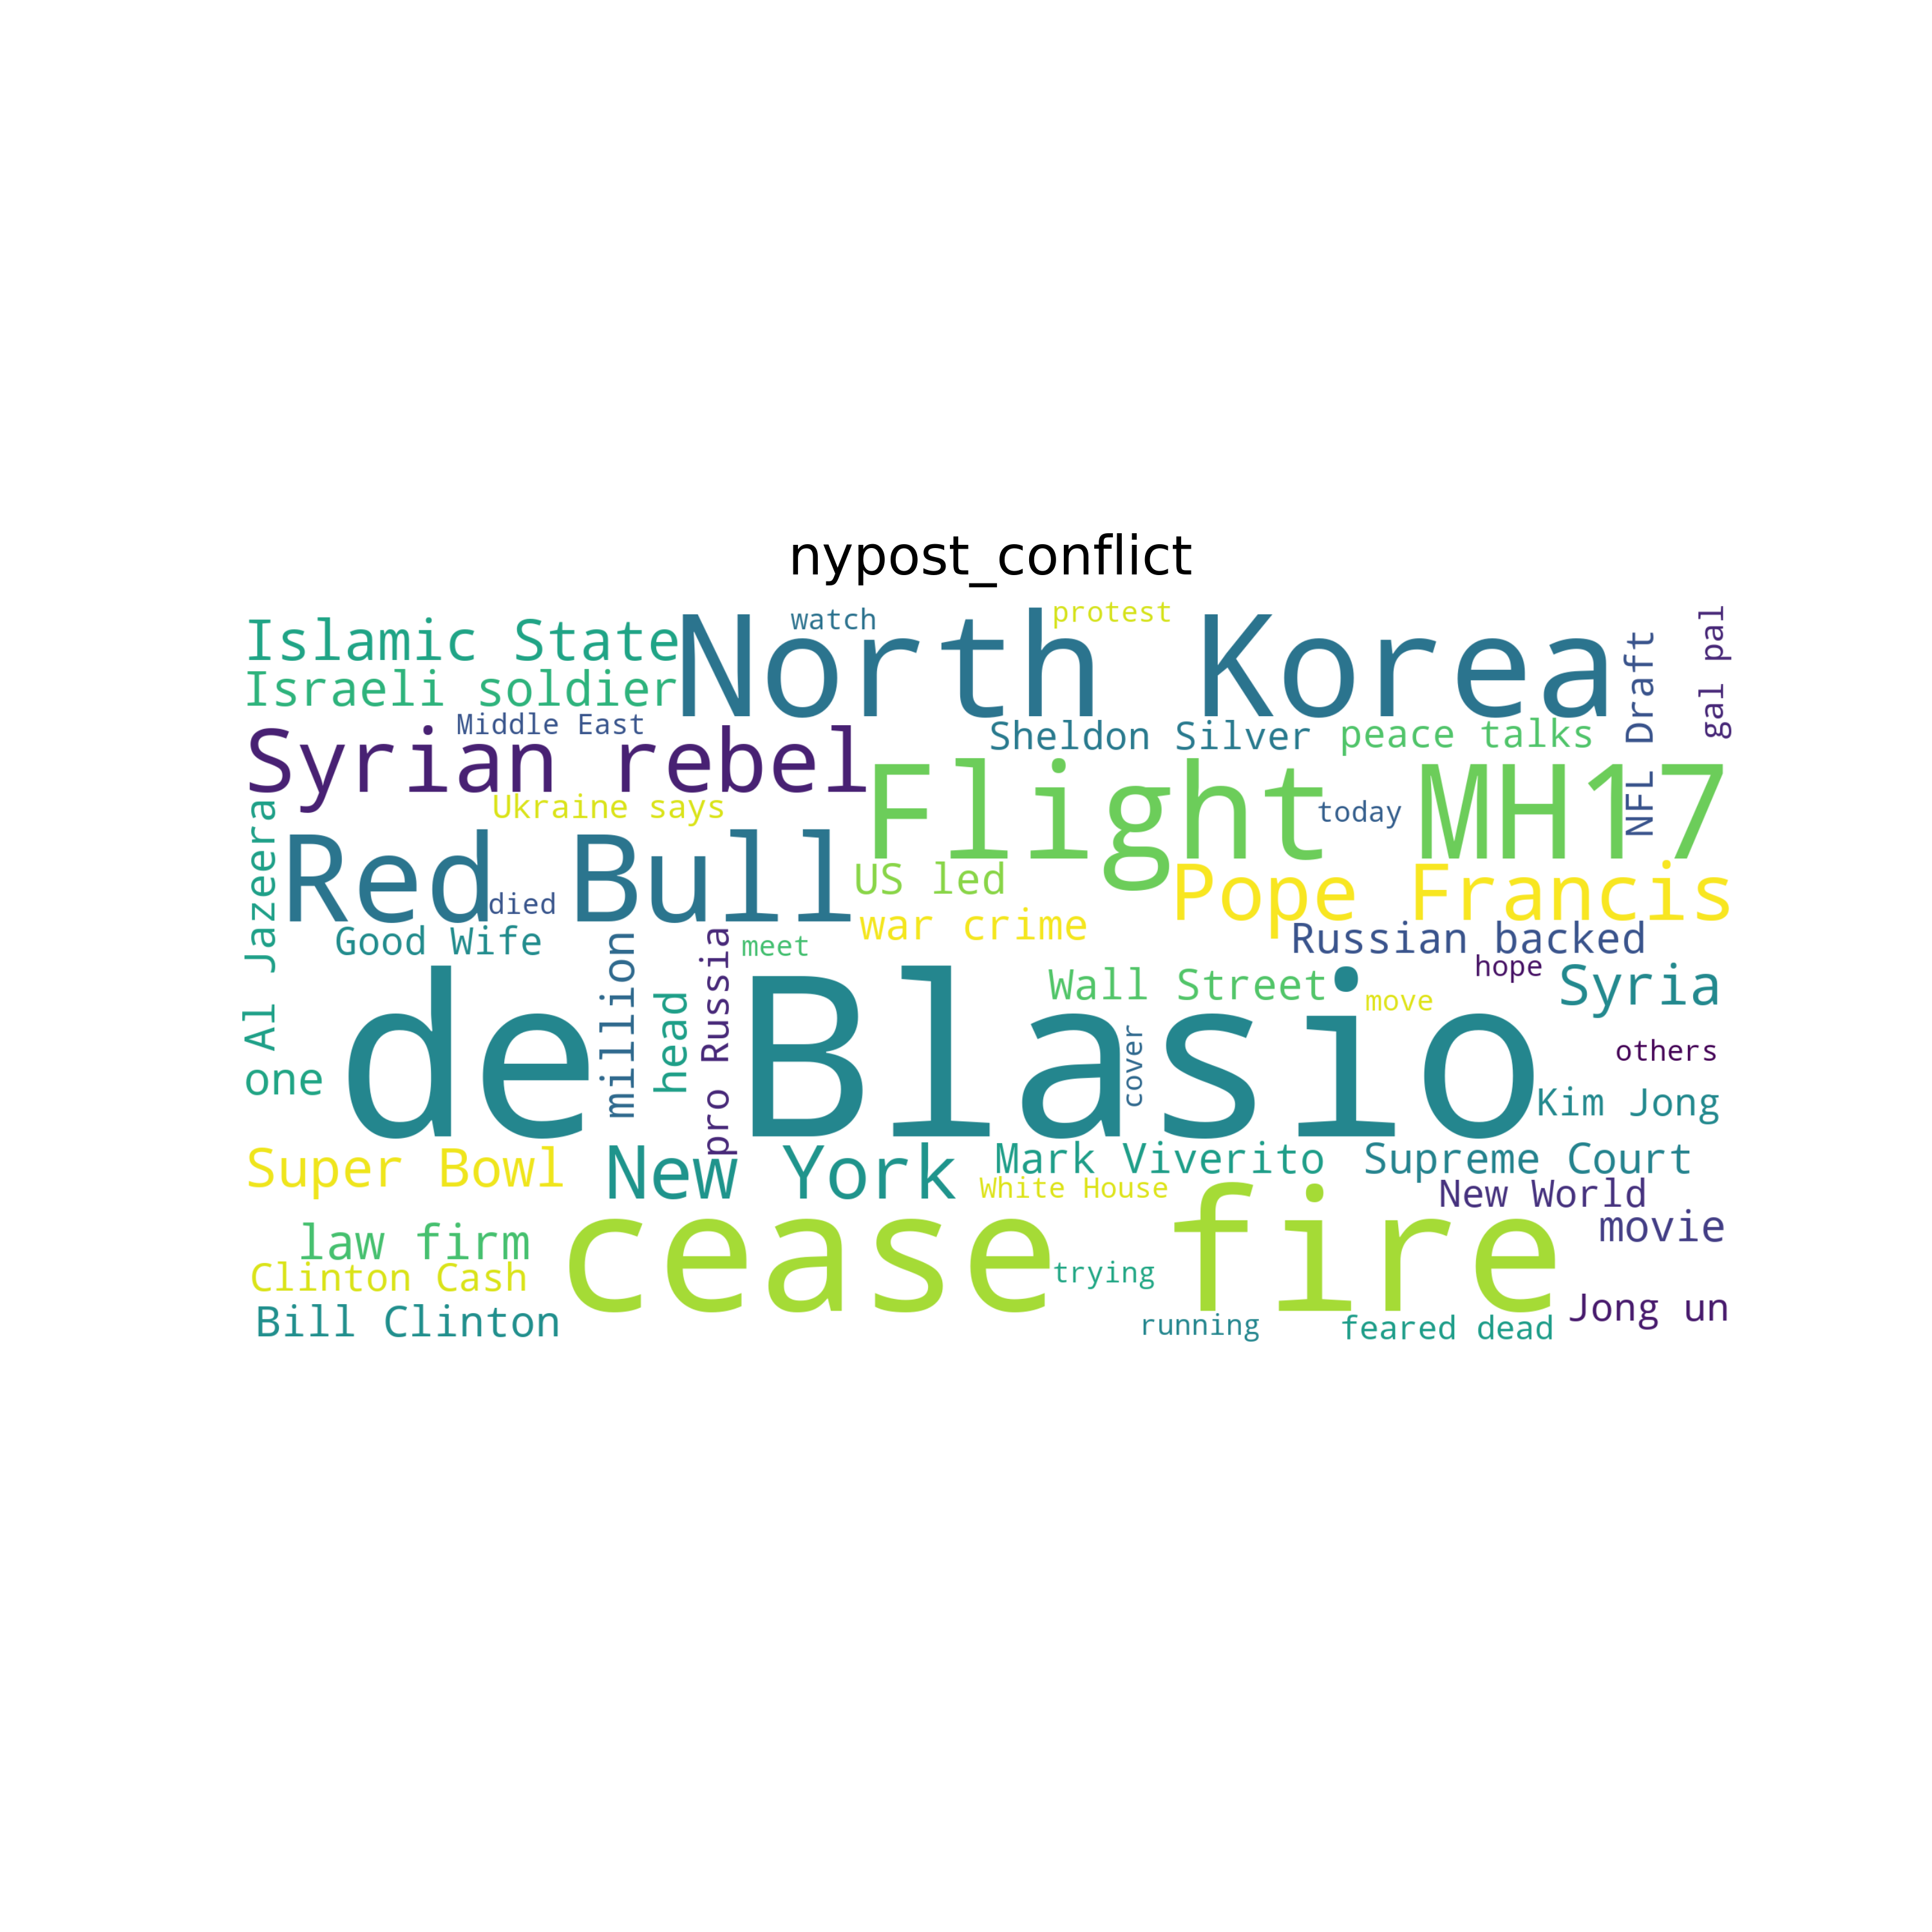 nypost_conflict
watch
protest
Islamic State
North Korea
gal pal
NFL Draft
Israeli soldier
Middle East
Sheldon Silver
peace talks
Syrian rebel
Flight MH17
Ukraine says
today
Al Jazeera
Red Bull
died
US led
Pope Francis
war crime
Good Wife
meet
Russian backed
million
head
pro Russia
Wall Street
hope
move
Syria
de Blasio
cover
others
one
Kim Jong
Super Bowl
New York
Mark Viverito
Supreme Court
White House
New World
law firm
cease fire
movie
Clinton Cash
trying
Bill Clinton
running
feared dead
Jong un